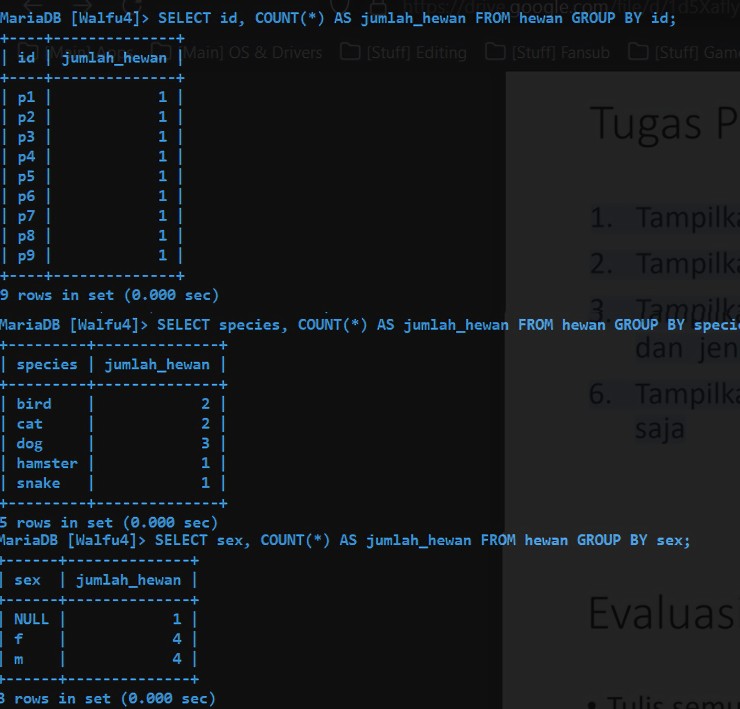 https://drive.google.com/file/d/1d5Xafly
MariaDB [Walfu4]> SELECT id, COUNT(*) AS jumlah_hewan FROM hewan GROUP BY id;
[Main] Apps [Main] OS & Drivers [Stuff] Editing [Stuff] Fansub [Stuff] Gam
+----+--------------+
| id | jumlah_hewan |
+----+--------------+
| p1 | 1 |
| p2 | 1 |
| p3 | 1 |
| p4 | 1 |
| p5 | 1 |
| p6 | 1 |
| p7 | 1 |
| p8 | 1 |
| p9 | 1 |
+----+--------------+
9 rows in set (0.000 sec)
MariaDB [Walfu4]> SELECT species, COUNT(*) AS jumlah_hewan FROM hewan GROUP BY specie
+---------+--------------+
| species | jumlah_hewan |
+---------+--------------+
| bird | 2 |
| cat | 2 |
| dog | 3 |
| hamster | 1 |
| snake | 1 |
+---------+--------------+
5 rows in set (0.000 sec)
MariaDB [Walfu4]> SELECT sex, COUNT(*) AS jumlah_hewan FROM hewan GROUP BY sex;
+------+--------------+
| sex | jumlah_hewan |
+------+--------------+
| NULL | 1 |
| f | 4 |
| m | 4 |
+------+--------------+
3 rows in set (0.000 sec)
Tugas P
1. Tampilka
2. Tampilka
3. Tampilka
dan jen
6. Tampilka
saja
Evaluas
• Tulis semu